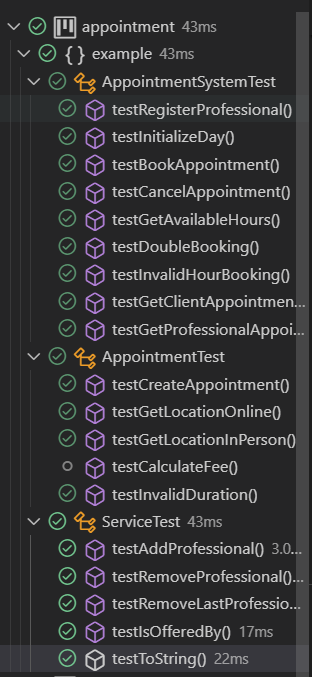 appointment 43ms
{ } example 43ms
AppointmentSystemTest
testRegisterProfessional()
testInitializeDay()
testBookAppointment()
testCancelAppointment()
testGetAvailableHours()
testDoubleBooking()
testInvalidHourBooking()
testGetClientAppointmen...
testGetProfessionalAppoi...
AppointmentTest
testCreateAppointment()
testGetLocationOnline()
testGetLocationInPerson()
testCalculateFee()
testInvalidDuration()
ServiceTest 43ms
testAddProfessional() 3.0...
testRemoveProfessional()...
testRemoveLastProfessio...
testIsOfferedBy() 17ms
testToString() 22ms